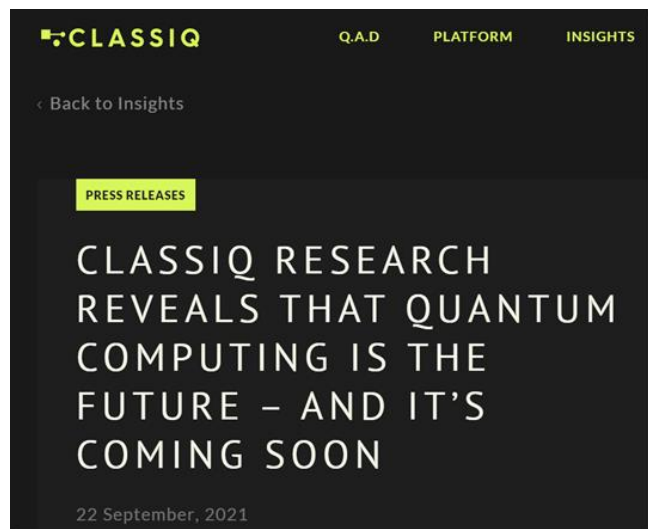 CLASSIQ
Q.A.D PLATFORM INSIGHTS
‹ Back to Insights
PRESS RELEASES
CLASSIQ RESEARCH
REVEALS THAT QUANTUM
COMPUTING IS THE
FUTURE – AND IT’S
COMING SOON
22 September, 2021